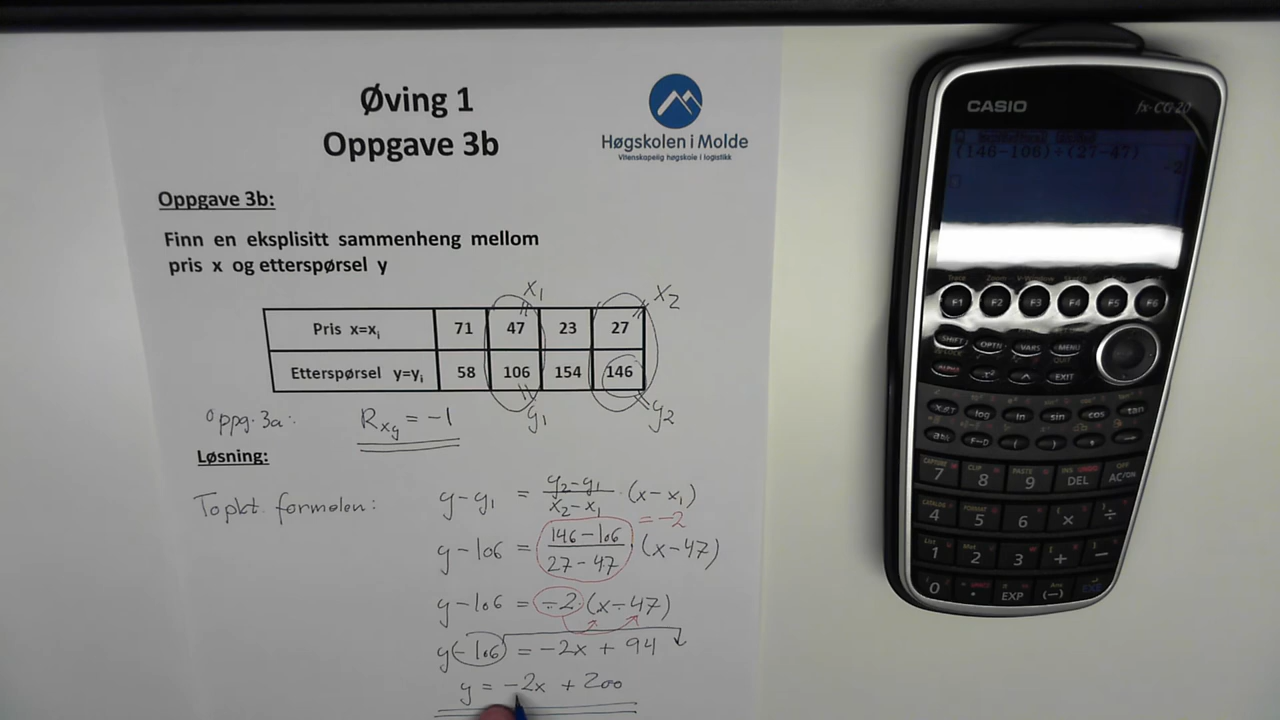 Øving 1
Oppgave 3b
Høgskolen i Molde
Vitenskapelig høgskole i logistikk
Oppgave 3b:
Finn en eksplisitt sammenheng mellom
pris x og etterspørsel y
x₁ x₂
Pris x=xᵢ 71 47 23 27
Etterspørsel y=yᵢ 58 106 154 146
Oppg. 3a: Rxy = -1 y₁ y₂
Løsning:
Topkt. formelen: y-y₁ = (y₂-y₁)/(x₂-x₁) · (x-x₁)
= -2
y-106 = (146-106)/(27-47) · (x-47)
y-106 = ÷2·(x÷47)
y-106 = -2x + 94
y = -2x + 200
CASIO fx-CG 20
(146-106)÷(27-47)
-2
F1 F2 F3 F4 F5 F6
SHIFT OPTN VARS MENU
ALPHA x² ^ EXIT
X,θ,T log ln sin cos tan
F↔D ( ) , →
7 8 9 DEL AC/ON
4 5 6 × ÷
1 2 3 + −
0 . EXP (−) EXE